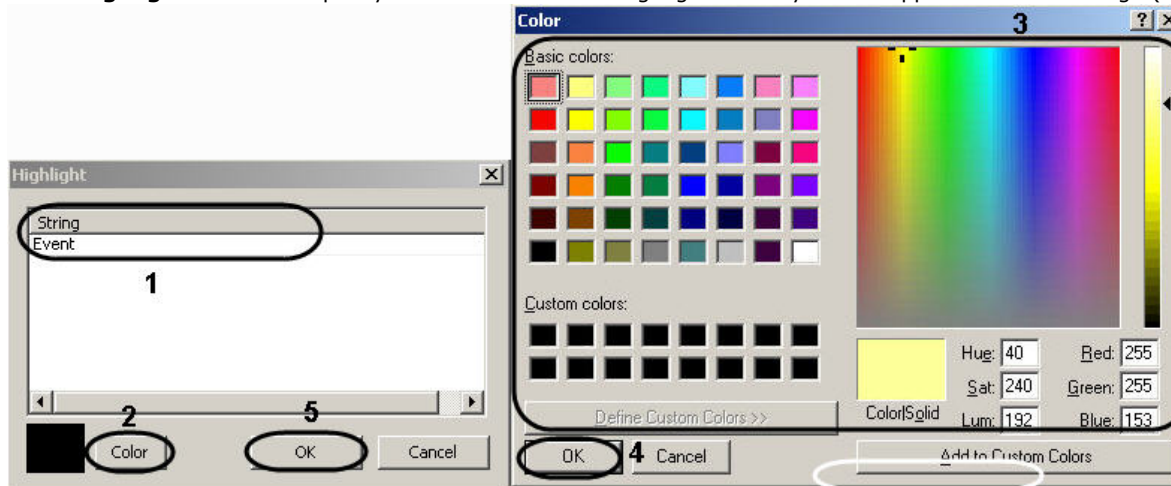 Color
3
Basic colors:
Highlight
String
Event
1
Custom colors:
Hue: 40
Red: 255
Sat: 240
Green: 255
Color|Solid
Lum: 192
Blue: 153
2
5
Define Custom Colors >>
Color
OK
Cancel
OK
4
Cancel
Add to Custom Colors